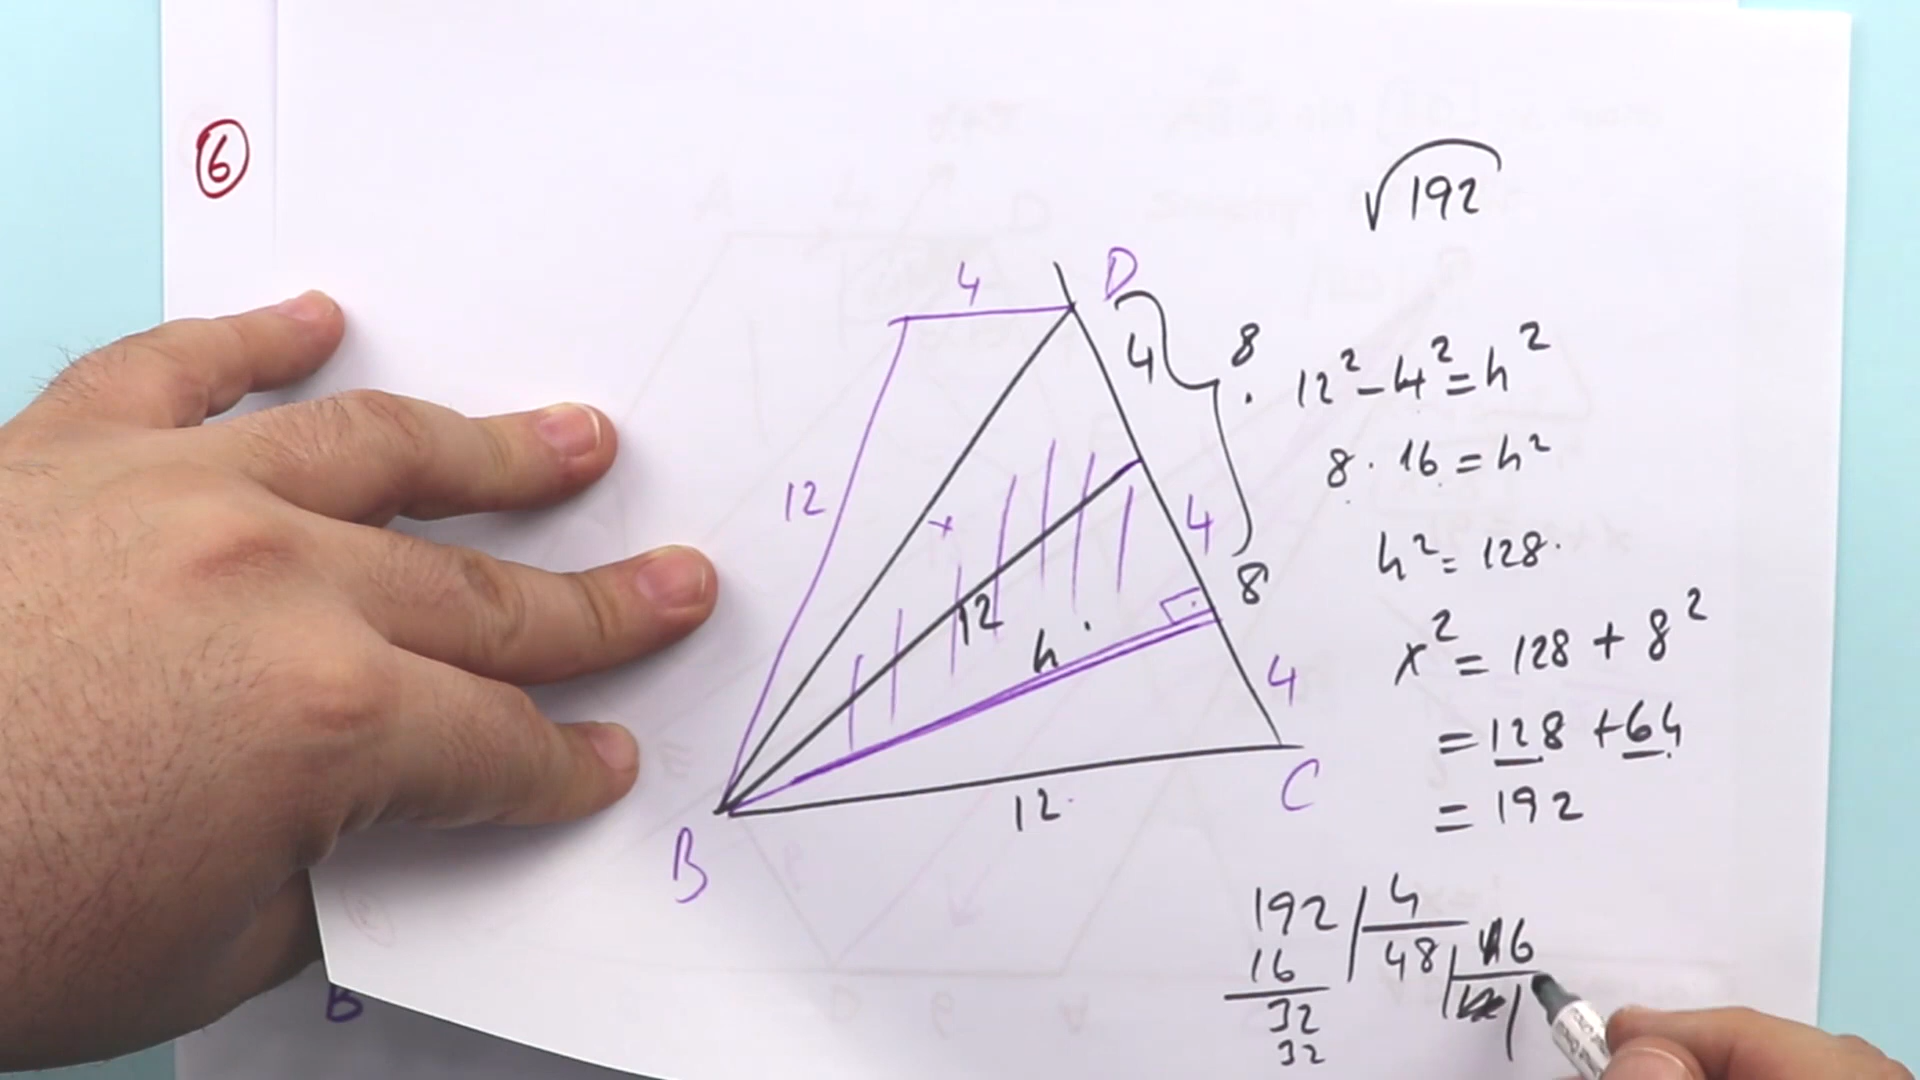 6
√192
D
4
4
8
12² - 4² = h²
8 · 16 = h²
12
x
4
h² = 128
8
12
h
x² = 128 + 8²
4
= 128 + 64
= 192
12
C
B
192 4
16 48 16
32
32
B